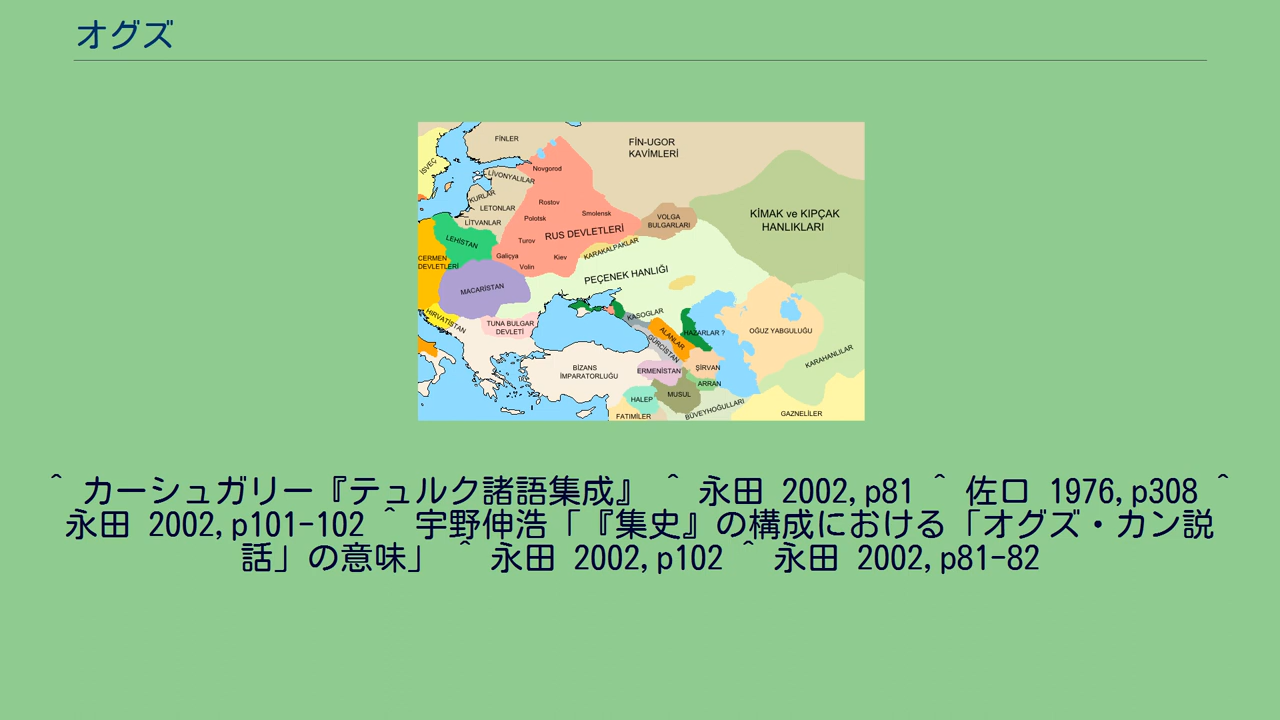 オグズ
FİNLER
FİN-UGOR
KAVİMLERİ
İSVEÇ
Novgorod
LİVONYALILAR
KURLAR
LETONLAR
LİTVANLAR
Rostov
Polotsk
Smolensk
VOLGA
BULGARLARI
KİMAK ve KIPÇAK
HANLIKLARI
LEHİSTAN
Turov
RUS DEVLETLERİ
Galiçya
Kiev
Volin
KARAKALPAKLAR
CERMEN
DEVLETLERİ
PEÇENEK HANLIĞI
MACARİSTAN
HIRVATİSTAN
TUNA BULGAR
DEVLETİ
KASOGLAR
ALANLAR
HAZARLAR ?
GÜRCİSTAN
OĞUZ YABGULUĞU
KARAHANLILAR
BİZANS
İMPARATORLUĞU
ERMENİSTAN
ŞİRVAN
ARRAN
HALEP
MUSUL
FATIMİLER
BÜVEYHOĞULLARI
GAZNELİLER
^ カーシュガリー『テュルク諸語集成』 ^ 永田 2002,p81 ^ 佐口 1976,p308 ^
永田 2002,p101-102 ^ 宇野伸浩「『集史』の構成における「オグズ・カン説
話」の意味」 ^ 永田 2002,p102 ^ 永田 2002,p81-82